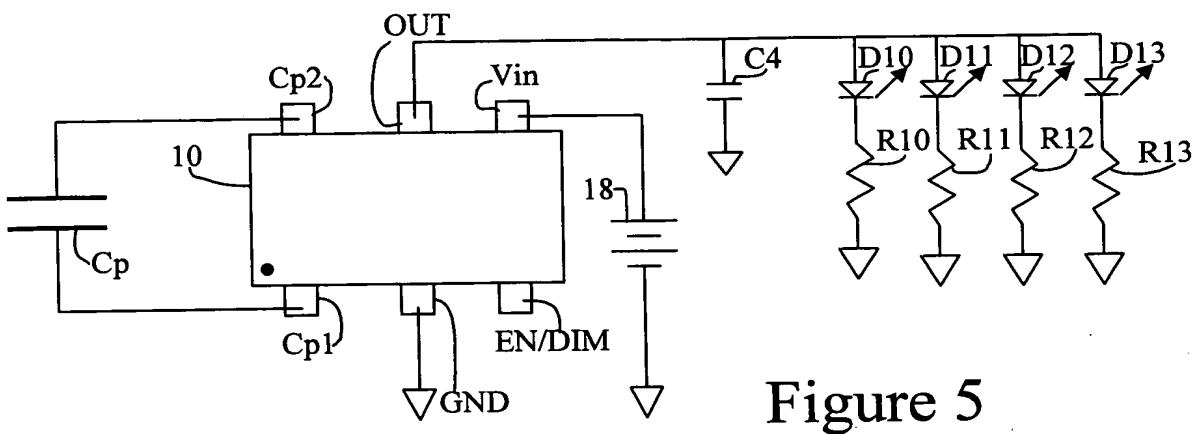 OUT
Cp2
Vin
C4
D10
D11
D12
D13
10
R10
R11
R12
R13
18
Cp
Cp1
EN/DIM
GND
Figure 5